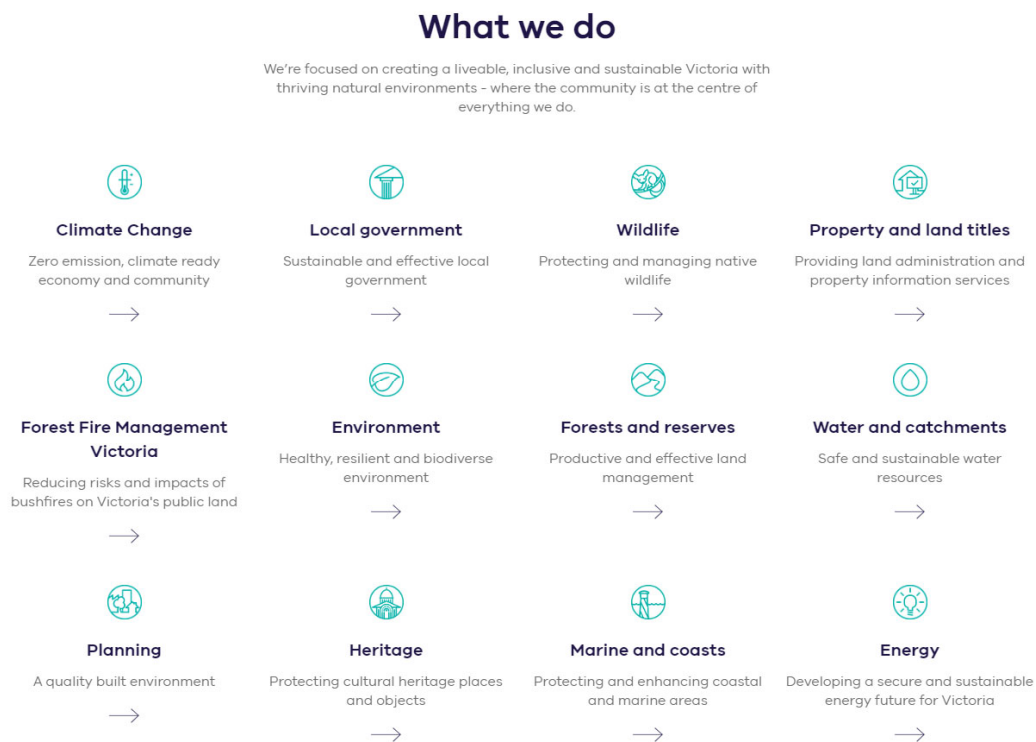 What we do
We're focused on creating a liveable, inclusive and sustainable Victoria with
thriving natural environments - where the community is at the centre of
everything we do.
Climate Change
Zero emission, climate ready
economy and community
Local government
Sustainable and effective local
government
Wildlife
Protecting and managing native
wildlife
Property and land titles
Providing land administration and
property information services
Forest Fire Management
Victoria
Reducing risks and impacts of
bushfires on Victoria's public land
Environment
Healthy, resilient and biodiverse
environment
Forests and reserves
Productive and effective land
management
Water and catchments
Safe and sustainable water
resources
Planning
A quality built environment
Heritage
Protecting cultural heritage places
and objects
Marine and coasts
Protecting and enhancing coastal
and marine areas
Energy
Developing a secure and sustainable
energy future for Victoria